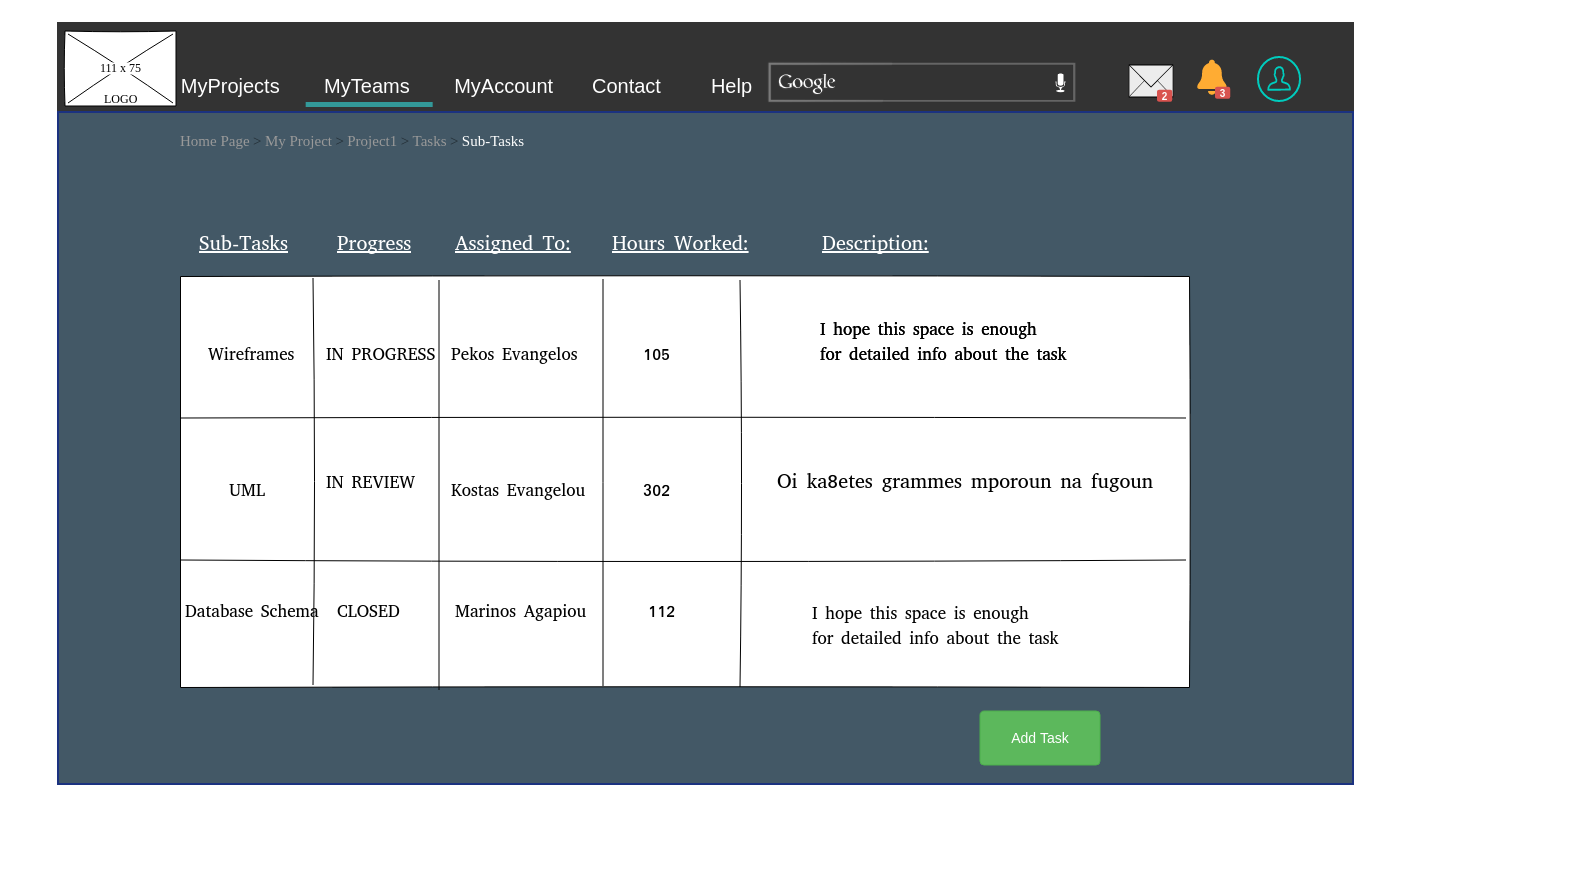 111 x 75
LOGO
MyProjects MyTeams MyAccount Contact Help Google 2 3
Home Page > My Project > Project1 > Tasks > Sub-Tasks
Sub-Tasks Progress Assigned To: Hours Worked: Description:
I hope this space is enough
Wireframes IN PROGRESS Pekos Evangelos 105 for detailed info about the task
UML IN REVIEW Kostas Evangelou 302 Oi ka8etes grammes mporoun na fugoun
Database Schema CLOSED Marinos Agapiou 112 I hope this space is enough
for detailed info about the task
Add Task